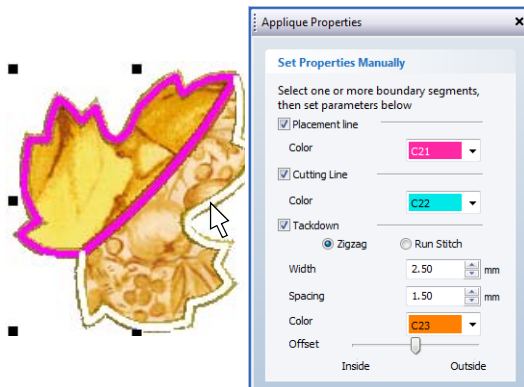 Applique Properties
Set Properties Manually
Select one or more boundary segments,
then set parameters below
Placement line
Color C21
Cutting Line
Color C22
Tackdown
Zigzag Run Stitch
Width 2.50 mm
Spacing 1.50 mm
Color C23
Offset
Inside Outside